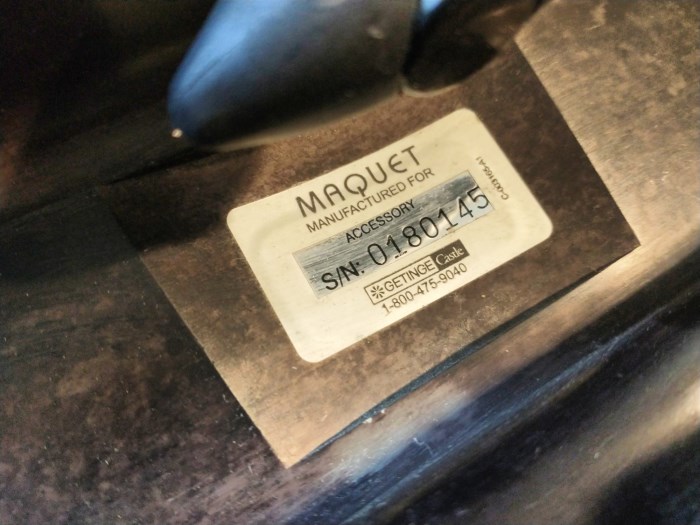 MAQUET
MANUFACTURED FOR
ACCESSORY
S/N: 0180145
GETINGE Castle
1-800-475-9040